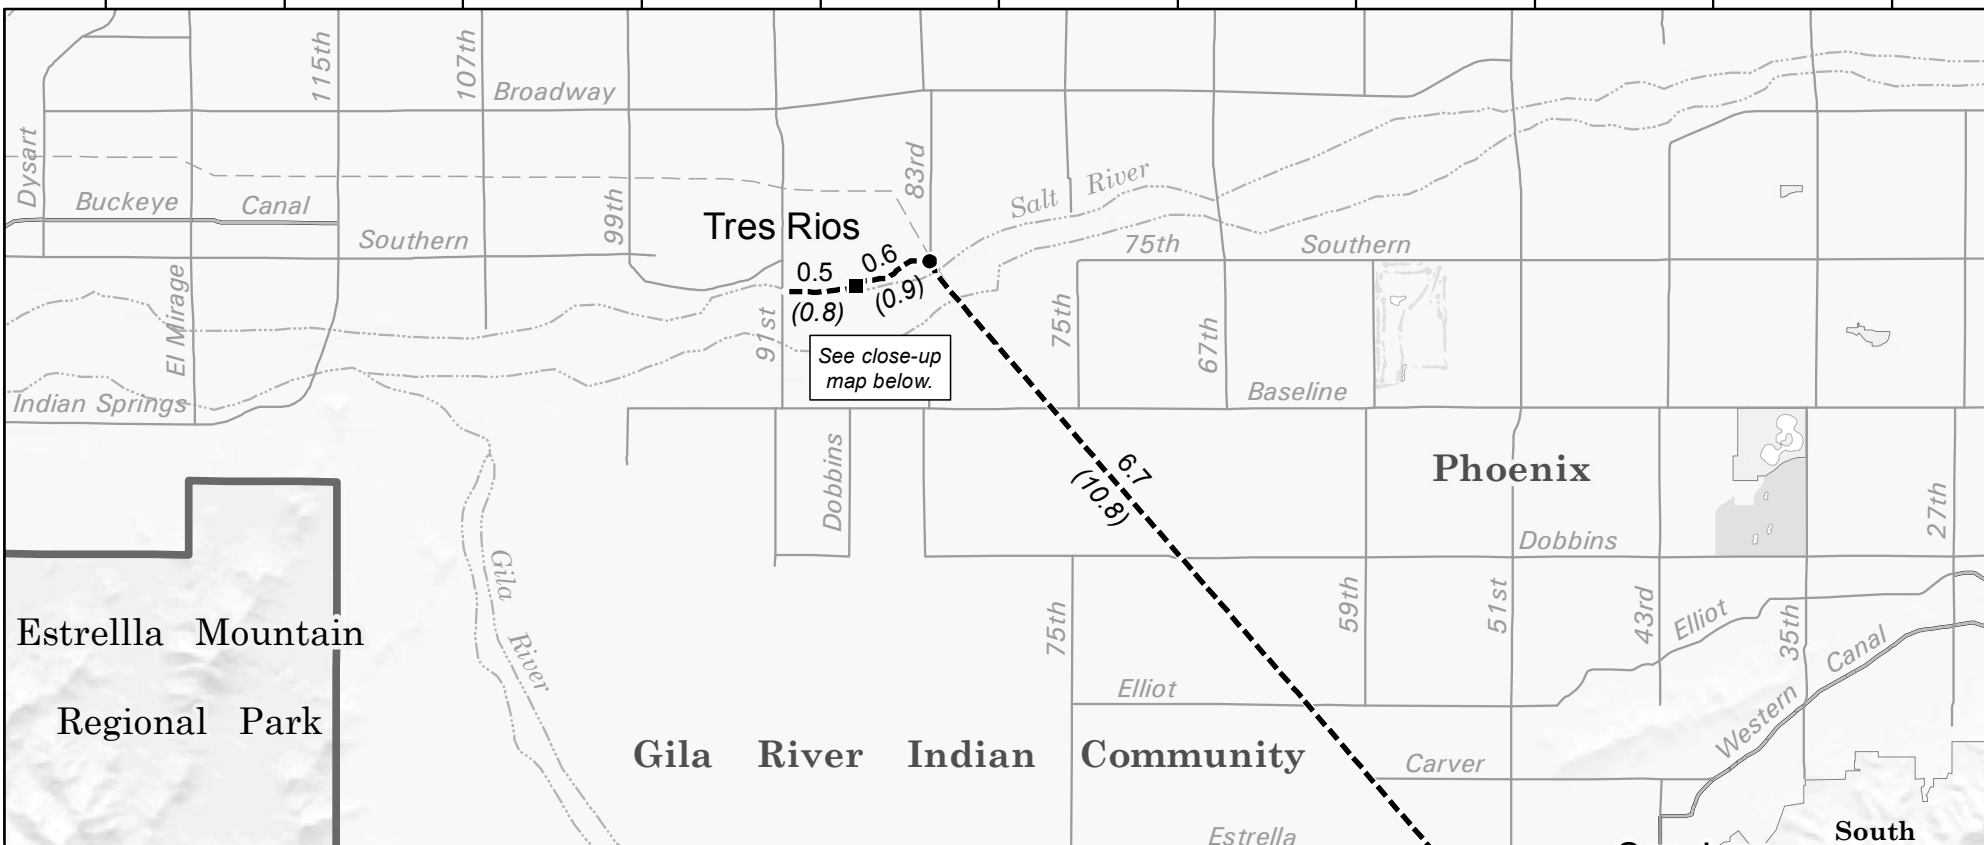 115th
107th
Broadway
Dysart
83rd
Salt River
Buckeye Canal
99th
Tres Rios
Southern
75th
Southern
0.5
0.6
(0.8)
(0.9)
El Mirage
91st
75th
67th
See close-up
map below.
Indian Springs
Baseline
Dobbins
6.7
(10.8)
Phoenix
27th
Dobbins
Gila River
75th
59th
51st
43rd
Elliot
35th
Western Canal
Estrellla Mountain
Regional Park
Elliot
Gila River Indian Community
Carver
Estrella
South